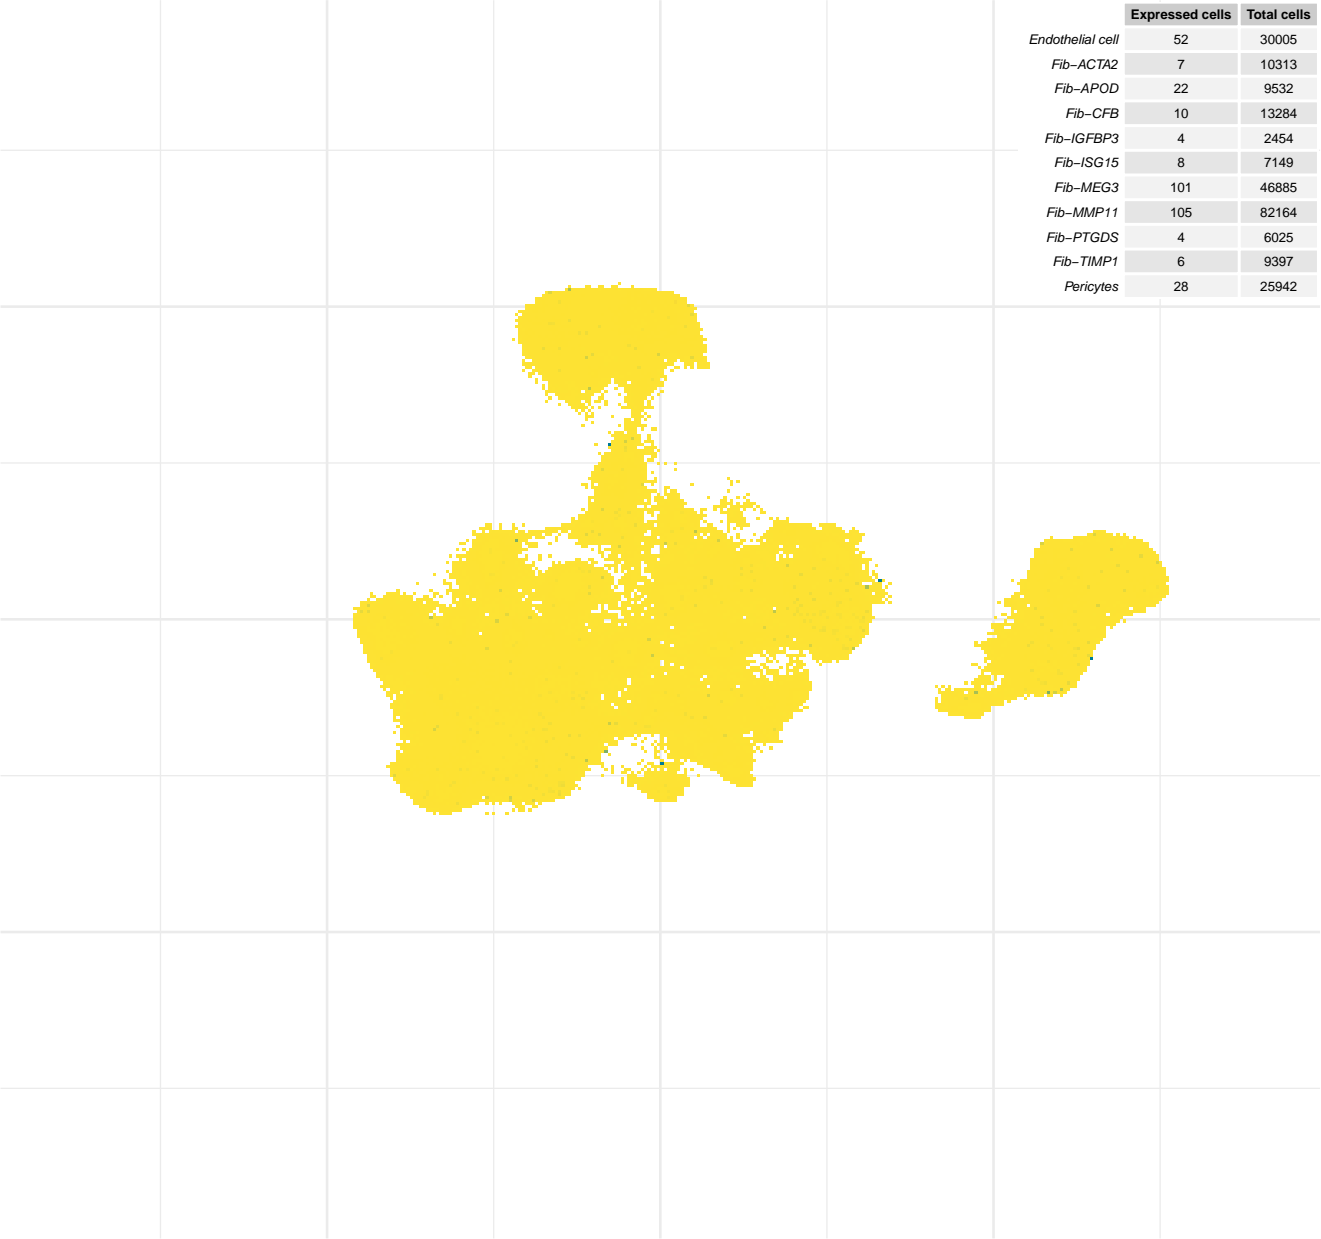 Expressed cells Total cells
Endothelial cell 52 30005
Fib−ACTA2 7 10313
Fib−APOD 22 9532
Fib−CFB 10 13284
Fib−IGFBP3 4 2454
Fib−ISG15 8 7149
Fib−MEG3 101 46885
Fib−MMP11 105 82164
Fib−PTGDS 4 6025
Fib−TIMP1 6 9397
Pericytes 28 25942